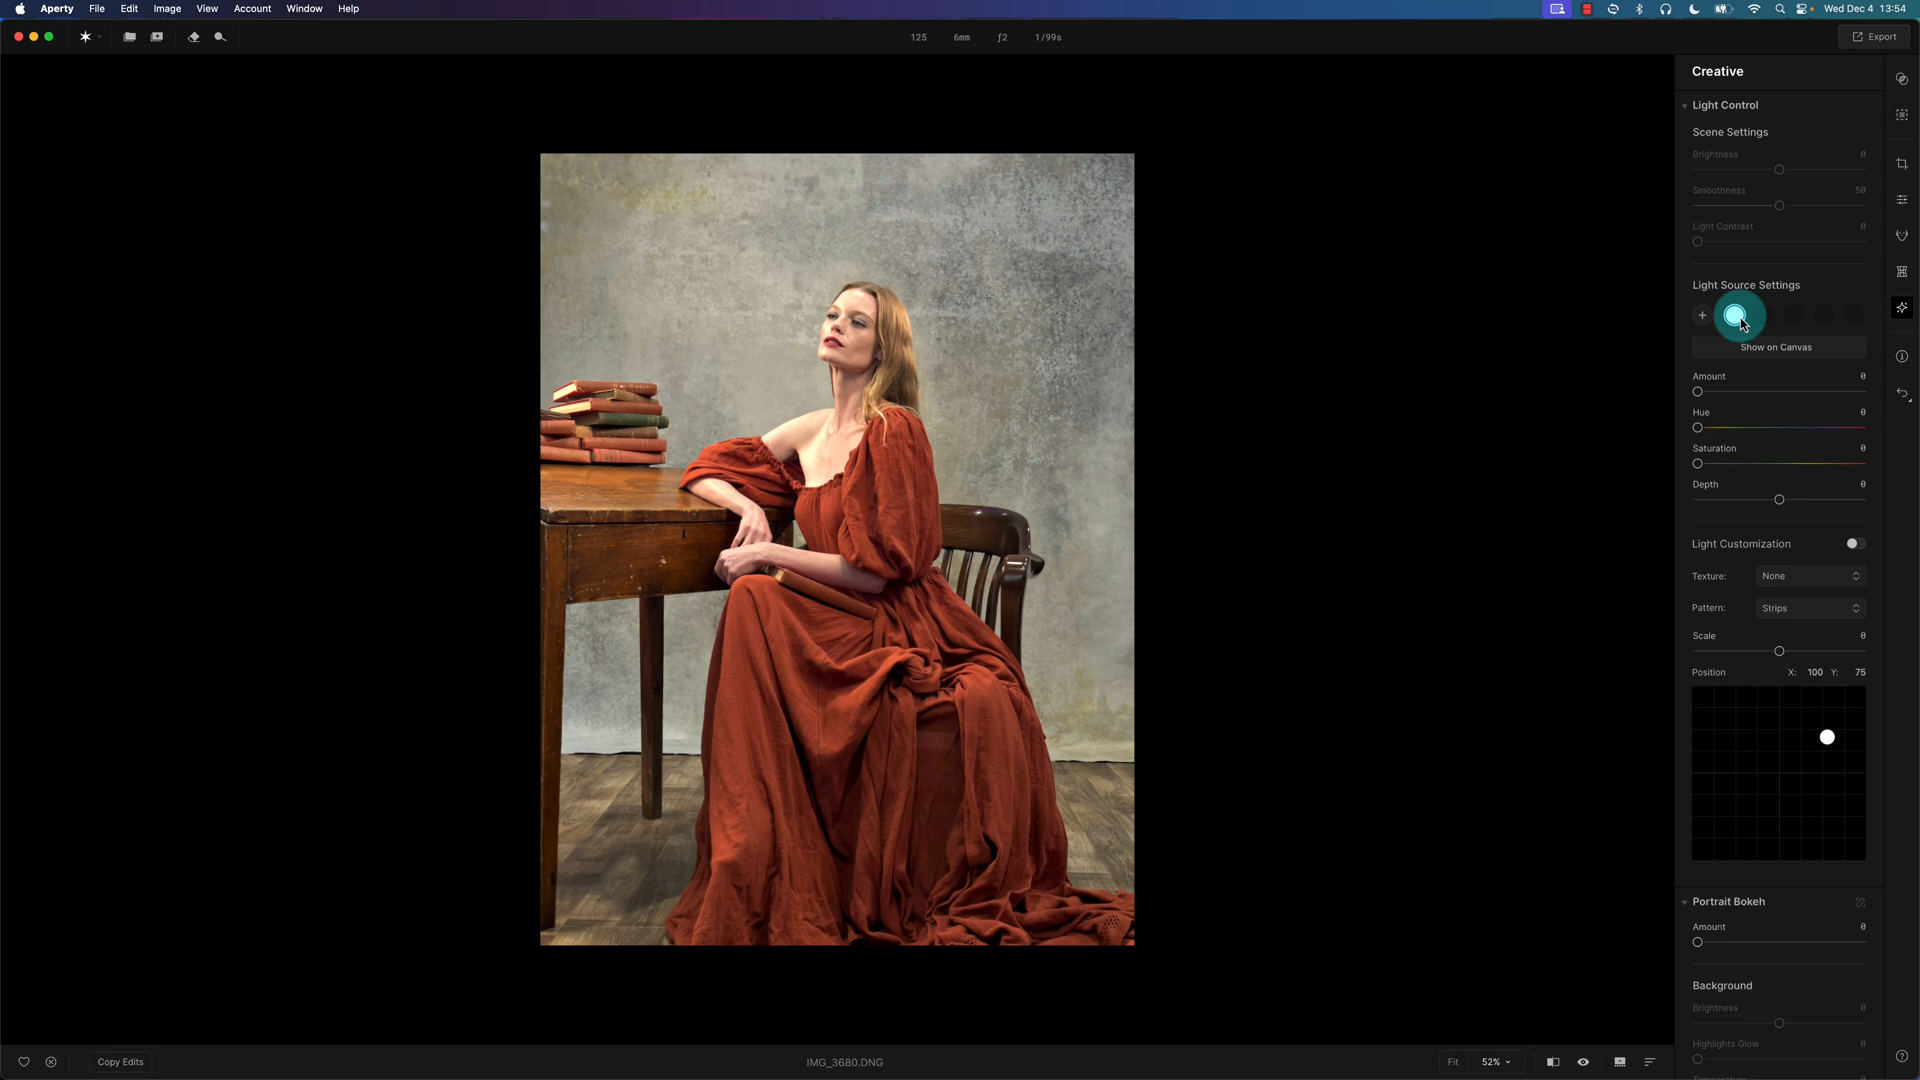 Aperty File Edit Image View Account Window Help Wed Dec 4 13:54
125 6mm ƒ2 1/99s Export
Creative
Light Control
Scene Settings
Brightness 0
Smoothness 50
Light Contrast 0
Light Source Settings
+
Show on Canvas
Amount 0
Hue 0
Saturation 0
Depth 0
Light Customization
Texture: None
Pattern: Strips
Scale 0
Position X: 100 Y: 75
Portrait Bokeh
Amount 0
Background
Brightness 0
Highlights Glow 0
Copy Edits IMG_3680.DNG Fit 52%